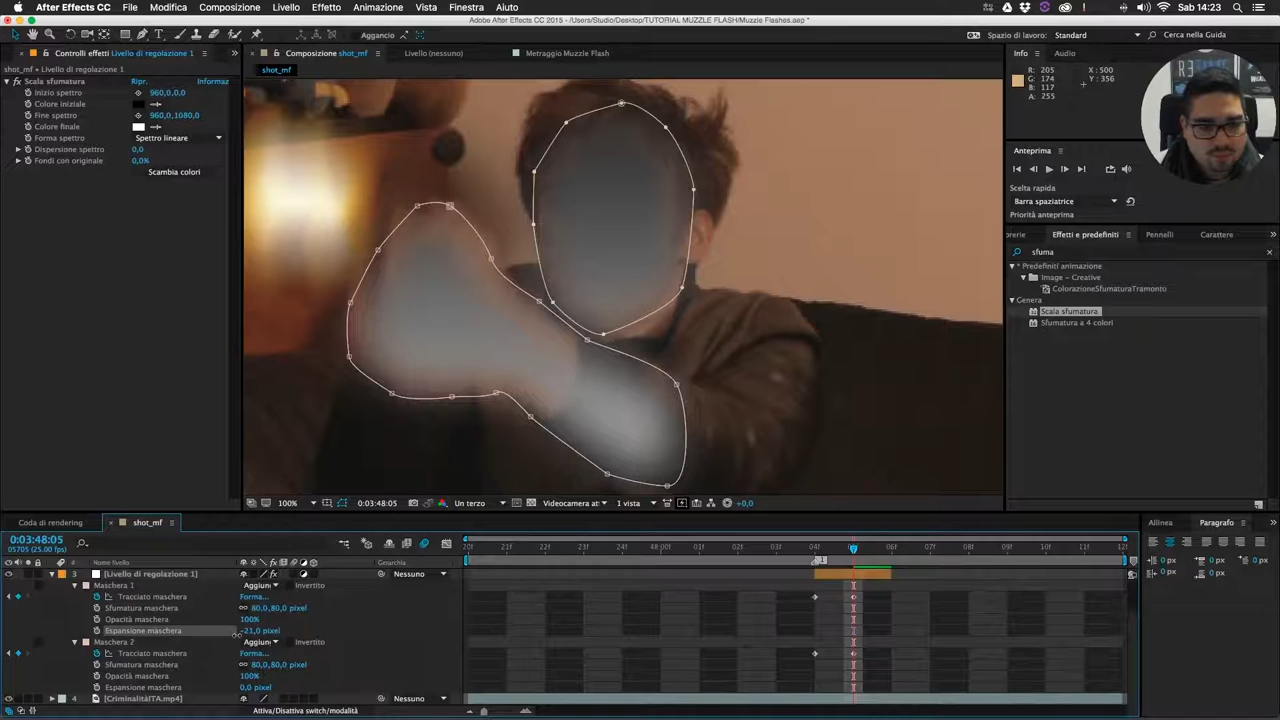 After Effects CC File Modifica Composizione Livello Effetto Animazione Vista Finestra Aiuto Sab 14:23
Adobe After Effects CC 2015 - /Users/Studio/Desktop/TUTORIAL MUZZLE FLASH/Muzzle Flashes.aep *
Aggancio Spazio di lavoro: Standard Cerca nella Guida
Controlli effetti Livello di regolazione 1
Composizione shot_mf
Livello (nessuno)
Metraggio Muzzle Flash
Info Audio
shot_mf • Livello di regolazione 1
shot_mf
R: 205
G: 174
B: 117
A: 255
X: 500
Y: 356
fx Scala sfumatura Ripr. Informaz
Inizio spettro 960,0,0,0
Colore iniziale
Fine spettro 960,0,1080,0
Colore finale
Forma spettro Spettro lineare
Dispersione spettro 0,0
Fondi con originale 0,0%
Scambia colori
Anteprima
Scelta rapida
Barra spaziatrice
Priorità anteprima
brerie Effetti e predefiniti Pennelli Carattere
sfuma
* Predefiniti animazione
Image - Creative
ColorazioneSfumaturaTramonto
Genera
Scala sfumatura
Sfumatura a 4 colori
100% 0:03:48:05 Un terzo Videocamera at 1 vista +0,0
Coda di rendering shot_mf
Allinea Paragrafo
0:03:48:05
05705 (25.00 fps)
20f 21f 22f 23f 48:00f 01f 02f 03f 04f 06f 07f 08f 09f 10f 11f 12f
# Nome livello Gerarchia
3 [Livello di regolazione 1] fx Nessuno
Maschera 1 Aggiun Invertito
Tracciato maschera Forma...
Sfumatura maschera 80,0,80,0 pixel
Opacità maschera 100%
Espansione maschera -21,0 pixel
Maschera 2 Aggiun Invertito
Tracciato maschera Forma...
Sfumatura maschera 80,0,80,0 pixel
Opacità maschera 100%
Espansione maschera 0,0 pixel
4 [CriminalitàITA.mp4] Nessuno
Attiva/Disattiva switch/modalità
0 px 0 px
0 px 0 px
0 px